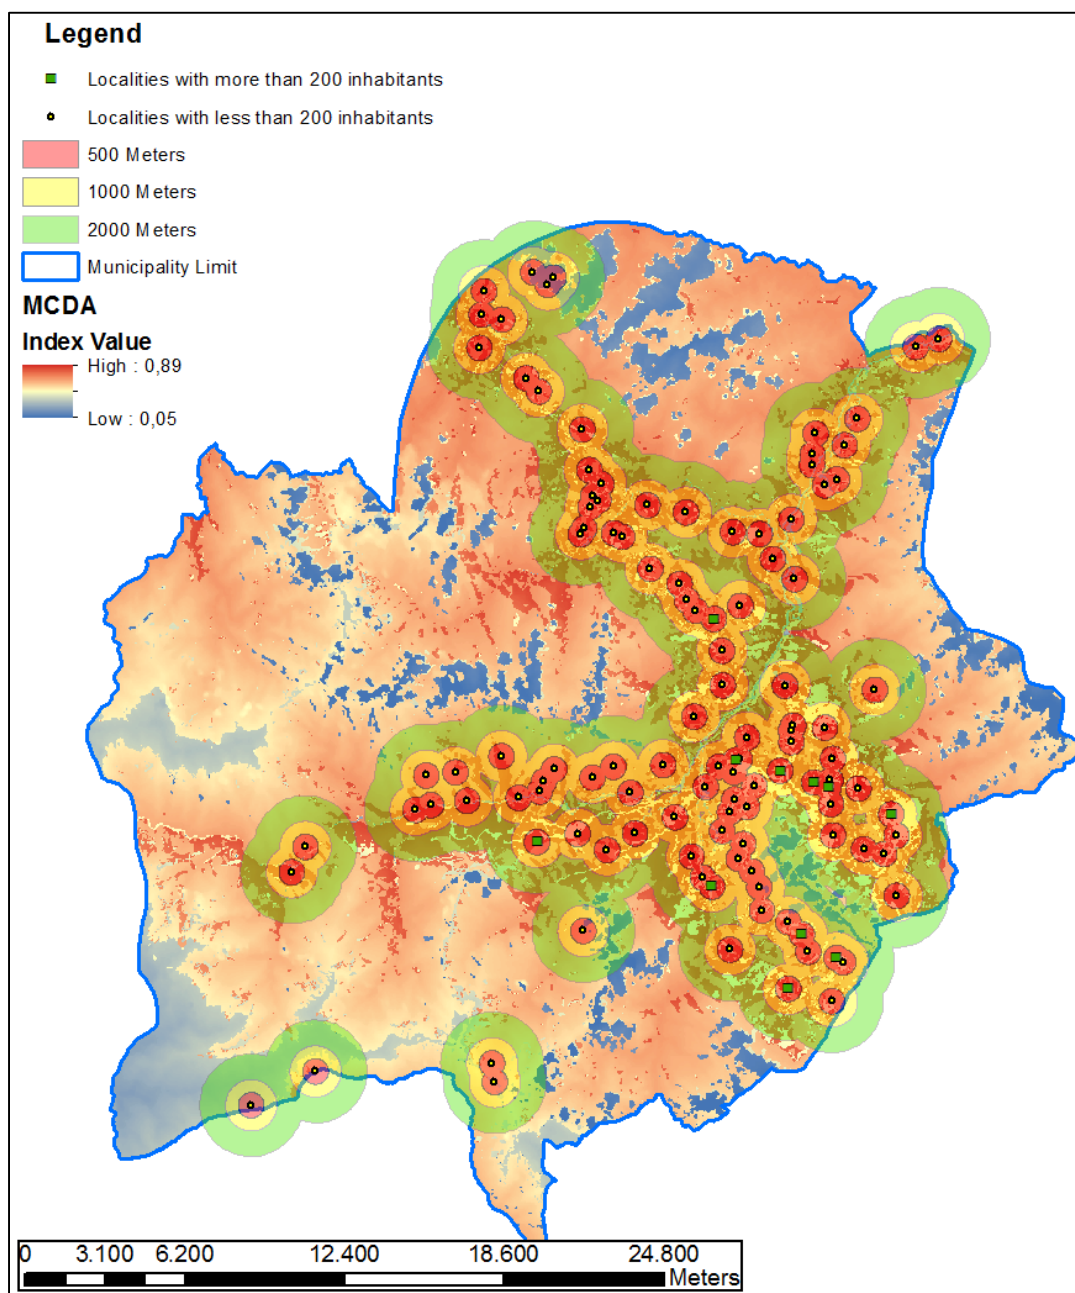 Legend
Localities with more than 200 inhabitants
Localities with less than 200 inhabitants
500 Meters
1000 Meters
2000 Meters
Municipality Limit
MCDA
Index Value
High : 0,89
Low : 0,05
0 3.100 6.200 12.400 18.600 24.800
Meters